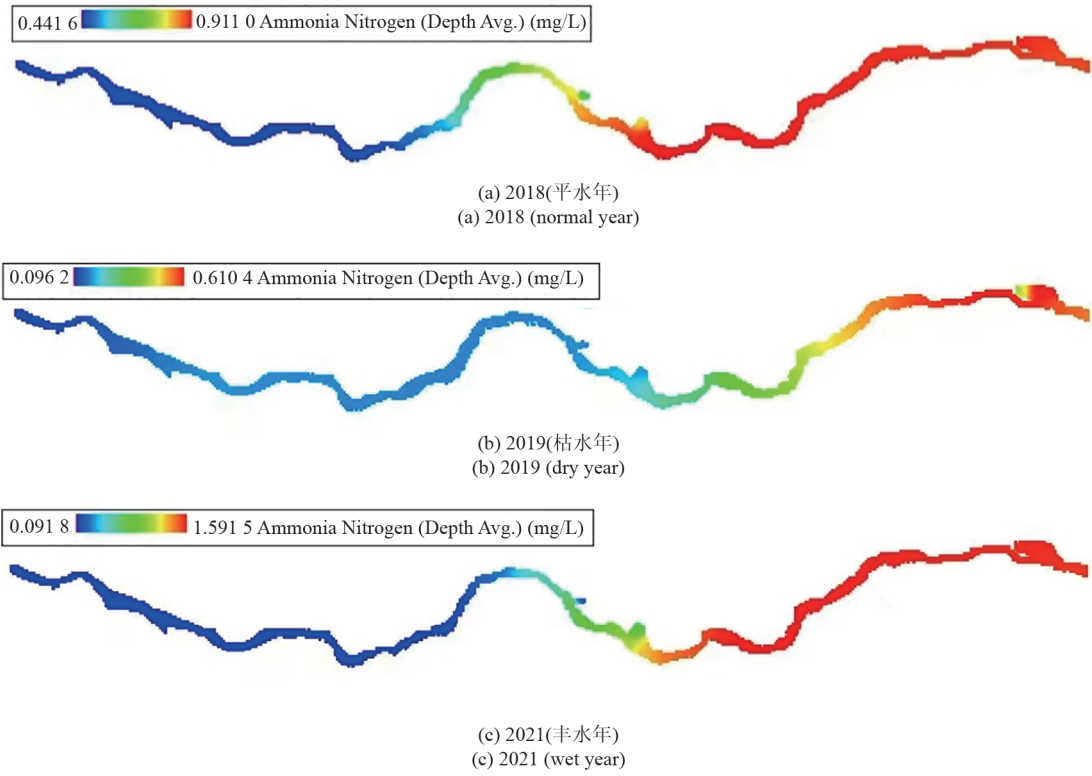 0.441 6 0.911 0 Ammonia Nitrogen (Depth Avg.) (mg/L)
(a) 2018(平水年)
(a) 2018 (normal year)
0.096 2 0.610 4 Ammonia Nitrogen (Depth Avg.) (mg/L)
(b) 2019(枯水年)
(b) 2019 (dry year)
0.091 8 1.591 5 Ammonia Nitrogen (Depth Avg.) (mg/L)
(c) 2021(丰水年)
(c) 2021 (wet year)